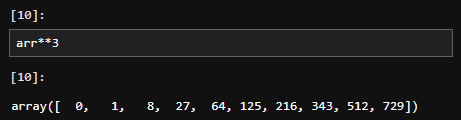 [10]:
arr**3
[10]:
array([  0,   1,   8,  27,  64, 125, 216, 343, 512, 729])